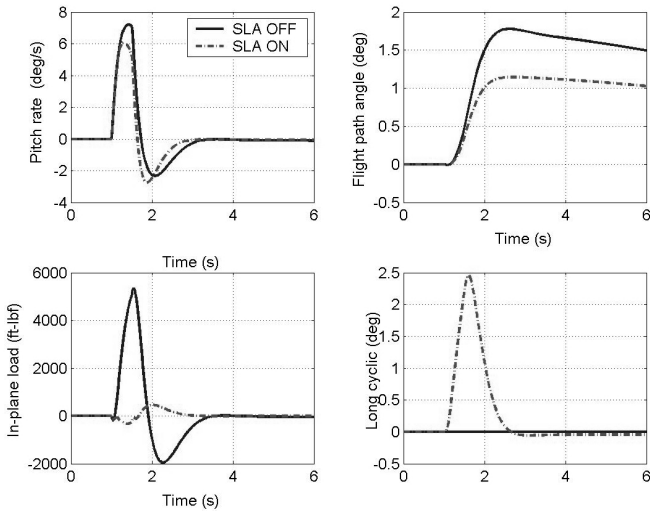 8
6
4
2
0
-2
-4
Pitch rate (deg/s)
SLA OFF
SLA ON
0 2 4 6
Time (s)
2
1.5
1
0.5
0
-0.5
Flight path angle (deg)
0 2 4 6
Time (s)
6000
4000
2000
0
-2000
In-plane load (ft-lbf)
0 2 4 6
Time (s)
2.5
2
1.5
1
0.5
0
-0.5
Long cyclic (deg)
0 2 4 6
Time (s)